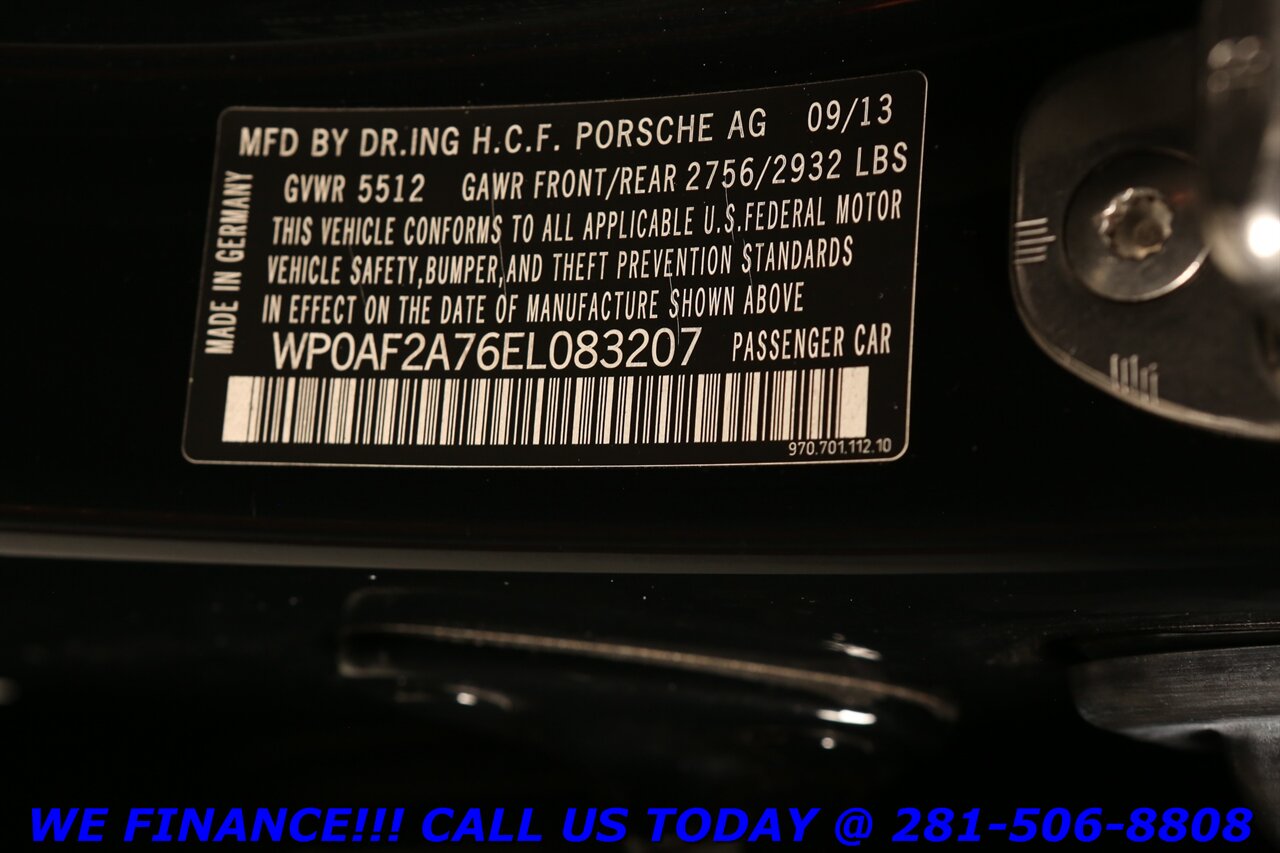 MFD BY DR.ING H.C.F. PORSCHE AG 09/13
GVWR 5512 GAWR FRONT/REAR 2756/2932 LBS
THIS VEHICLE CONFORMS TO ALL APPLICABLE U.S.FEDERAL MOTOR
VEHICLE SAFETY,BUMPER,AND THEFT PREVENTION STANDARDS
IN EFFECT ON THE DATE OF MANUFACTURE SHOWN ABOVE
WP0AF2A76EL083207 PASSENGER CAR
970.701.112.10
MADE IN GERMANY
WE FINANCE!!! CALL US TODAY @ 281-506-8808